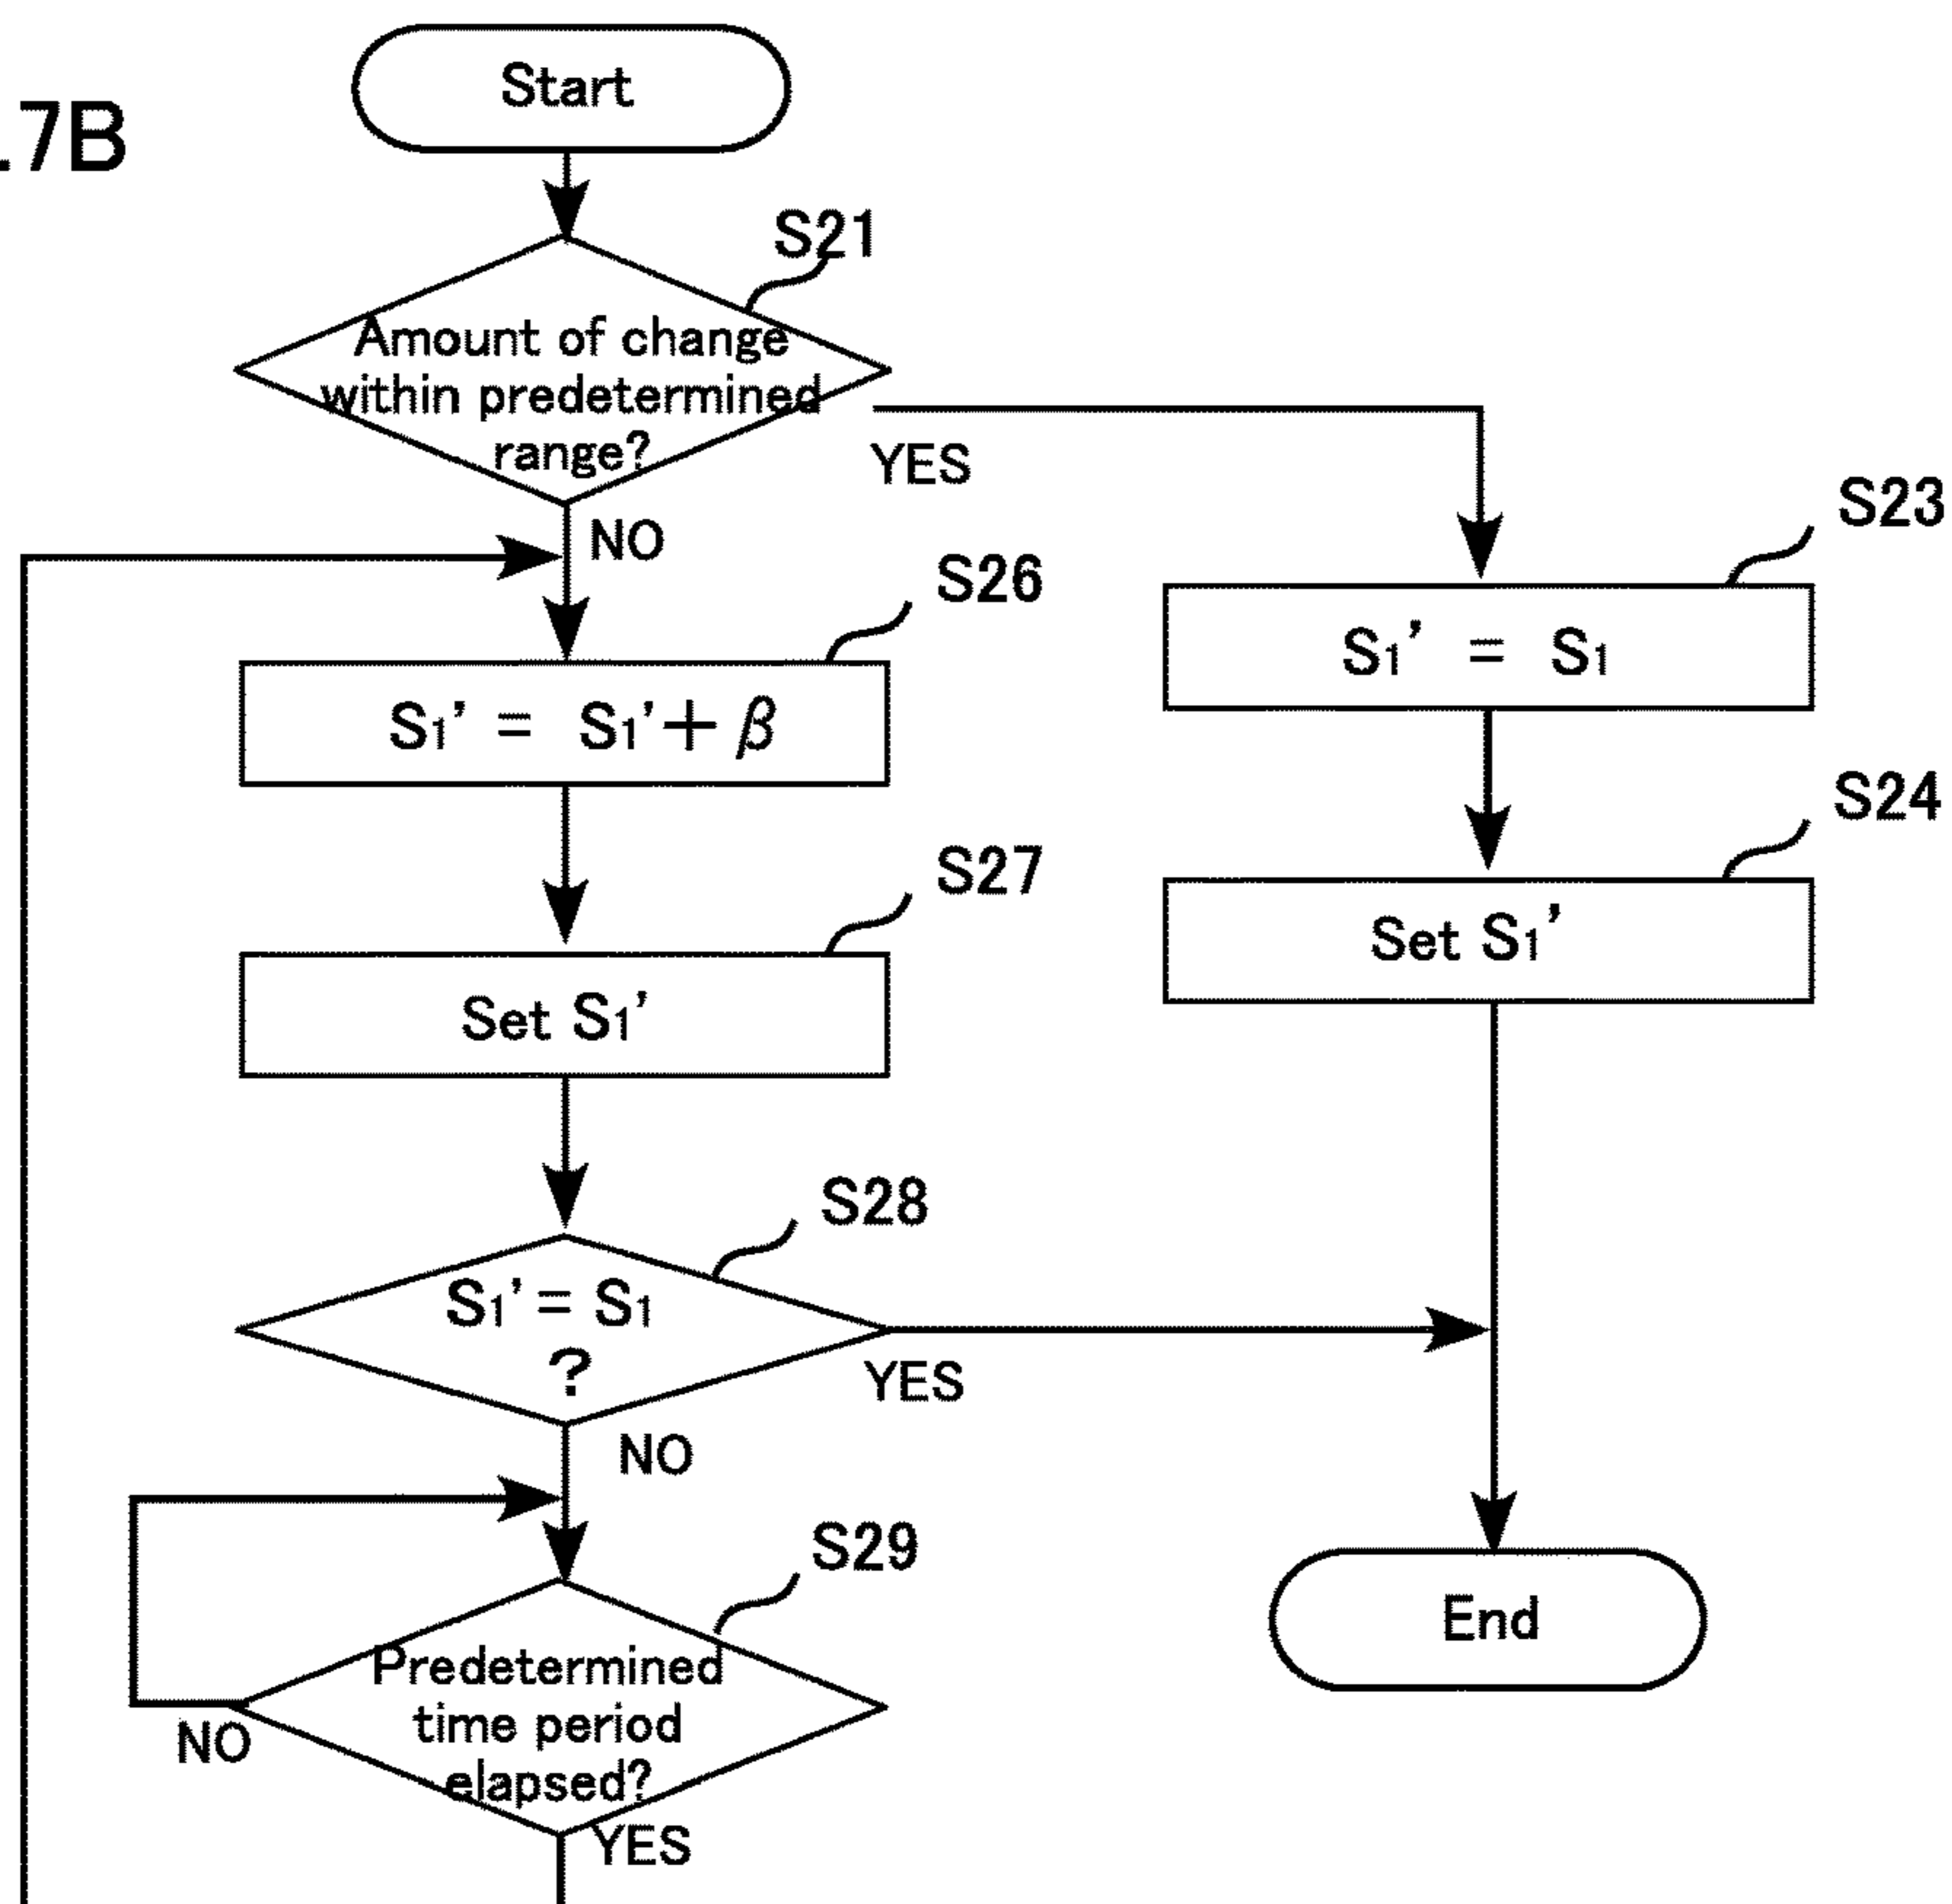 .7B
Start
S21
Amount of change
within predetermined
range?
YES
NO
S23
S₁' = S₁
S26
S₁' = S₁'+ β
S24
Set S₁'
S27
Set S₁'
S28
S₁' = S₁
?
YES
NO
S29
Predetermined
time period
elapsed?
NO
YES
End